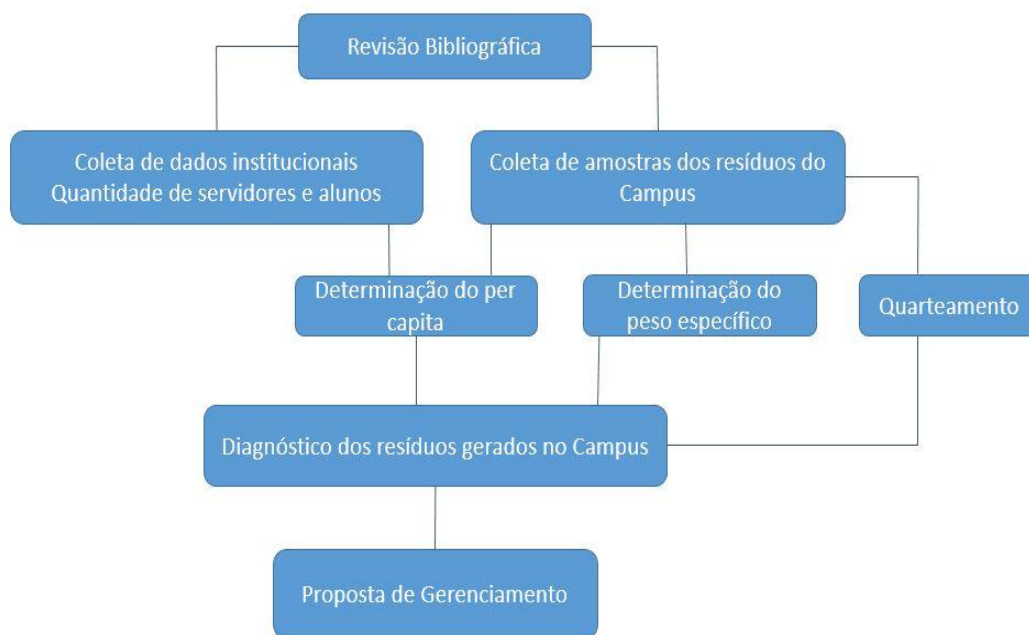 Revisão Bibliográfica
Coleta de dados institucionais
Quantidade de servidores e alunos
Coleta de amostras dos resíduos do
Campus
Determinação do per
capita
Determinação do
peso específico
Quarteamento
Diagnóstico dos resíduos gerados no Campus
Proposta de Gerenciamento